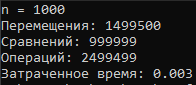 n = 1000
Перемещения: 1499500
Сравнений: 999999
Операций: 2499499
Затраченное время: 0.003